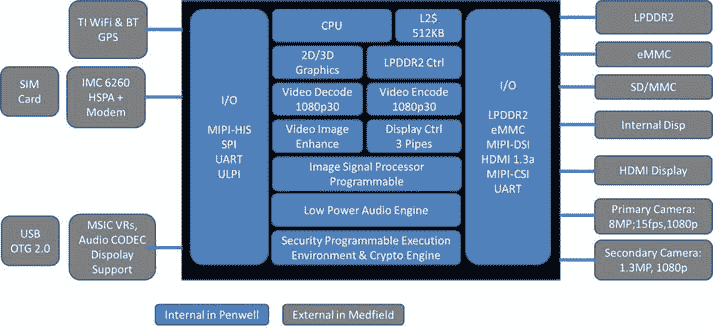 TI WiFi & BT
GPS
SIM
Card
IMC 6260
HSPA +
Modem
USB
OTG 2.0
MSIC VRs,
Audio CODEC
Dispolay
Support
I/O
MIPI-HIS
SPI
UART
ULPI
CPU
L2$
512KB
2D/3D
Graphics
LPDDR2 Ctrl
Video Decode
1080p30
Video Encode
1080p30
Video Image
Enhance
Display Ctrl
3 Pipes
Image Signal Processor
Programmable
Low Power Audio Engine
Security Programmable Execution
Environment & Crypto Engine
I/O
LPDDR2
eMMC
MIPI-DSI
HDMI 1.3a
MIPI-CSI
UART
LPDDR2
eMMC
SD/MMC
Internal Disp
HDMI Display
Primary Camera:
8MP;15fps,1080p
Secondary Camera:
1.3MP, 1080p
Internal in Penwell
External in Medfield